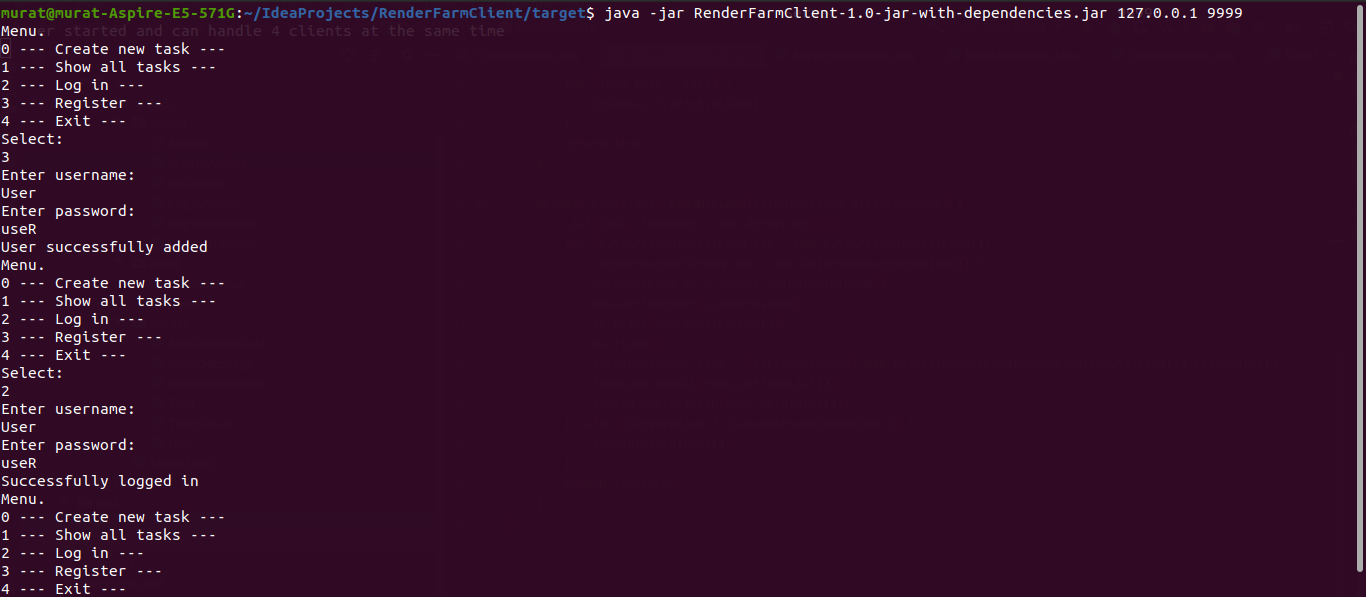 murat@murat-Aspire-E5-571G:~/IdeaProjects/RenderFarmClient/target$ java -jar RenderFarmClient-1.0-jar-with-dependencies.jar 127.0.0.1 9999
Menu.
0 --- Create new task ---
1 --- Show all tasks ---
2 --- Log in ---
3 --- Register ---
4 --- Exit ---
Select:
3
Enter username:
User
Enter password:
useR
User successfully added
Menu.
0 --- Create new task ---
1 --- Show all tasks ---
2 --- Log in ---
3 --- Register ---
4 --- Exit ---
Select:
2
Enter username:
User
Enter password:
useR
Successfully logged in
Menu.
0 --- Create new task ---
1 --- Show all tasks ---
2 --- Log in ---
3 --- Register ---
4 --- Exit ---